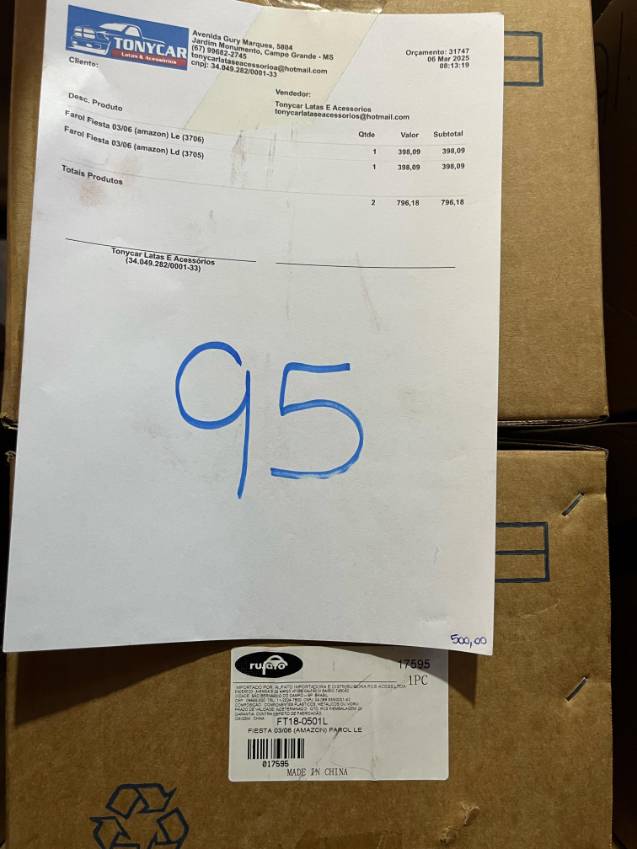 TONYCAR
Latas & Acessórios
Avenida Gury Marques, 5884
Jardim Monumento, Campo Grande - MS
(67) 99682-2745
tonycarlataseacessorioa@hotmail.com
cnpj: 34.049.282/0001-33
Orçamento: 31747
06 Mar 2025
08:13:19
Cliente:
Vendedor:
Tonycar Latas E Acessorios
tonycarlataseacessorios@hotmail.com
Desc. Produto Qtde Valor Subtotal
Farol Fiesta 03/06 (amazon) Le (3706) 1 398,09 398,09
Farol Fiesta 03/06 (amazon) Ld (3705) 1 398,09 398,09
Totais Produtos 2 796,18 796,18
Tonycar Latas E Acessórios
(34.049.282/0001-33)
95
500,00
rufato
17595
1PC
FT18-0501L
FIESTA 03/06 (AMAZON) FAROL LE
017595
MADE IN CHINA